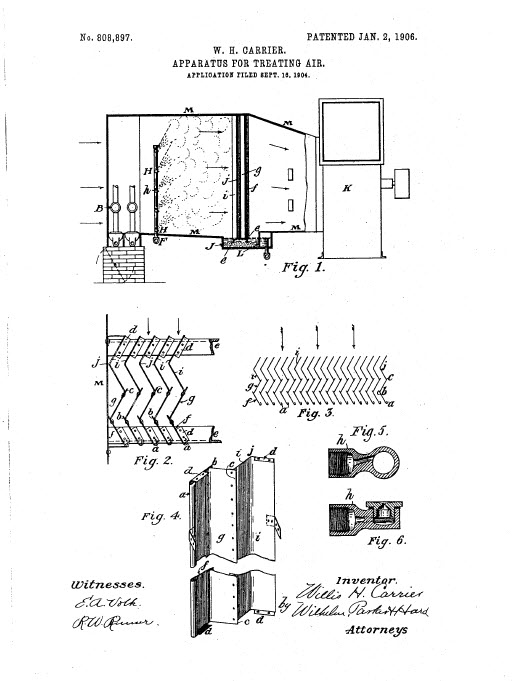 No. 808,897.
PATENTED JAN. 2, 1906.
W. H. CARRIER.
APPARATUS FOR TREATING AIR.
APPLICATION FILED SEPT. 16, 1904.
M
M
H
h
j
i
g
f
B
K
H
F
M
J
e
L
e
M
Fig. 1.
d
d
e
j
i
j
i
i
M
c
c
g
g
b
b
f
f
d
e
a
a
Fig. 2.
i
j
c
g
b
f
a
a
Fig. 3.
Fig. 5.
h
h
Fig. 6.
i
j
d
b
c
d
a
Fig. 4.
g
i
f
d
c
d
Witnesses.
E. A. Volk.
Inventor.
Willis H. Carrier
by Wilhelm, Parker & Hard
Attorneys